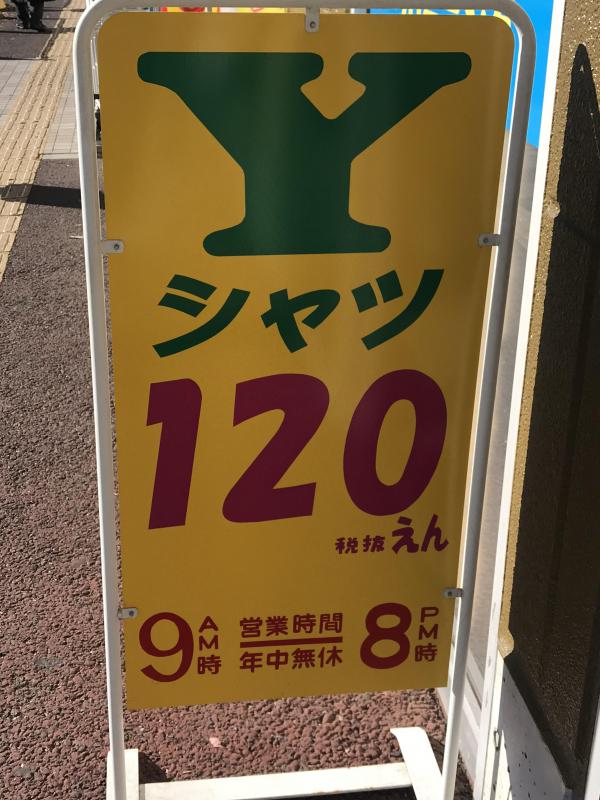 Y
シャツ
120
税抜えん
9AM時 営業時間 8PM時
年中無休